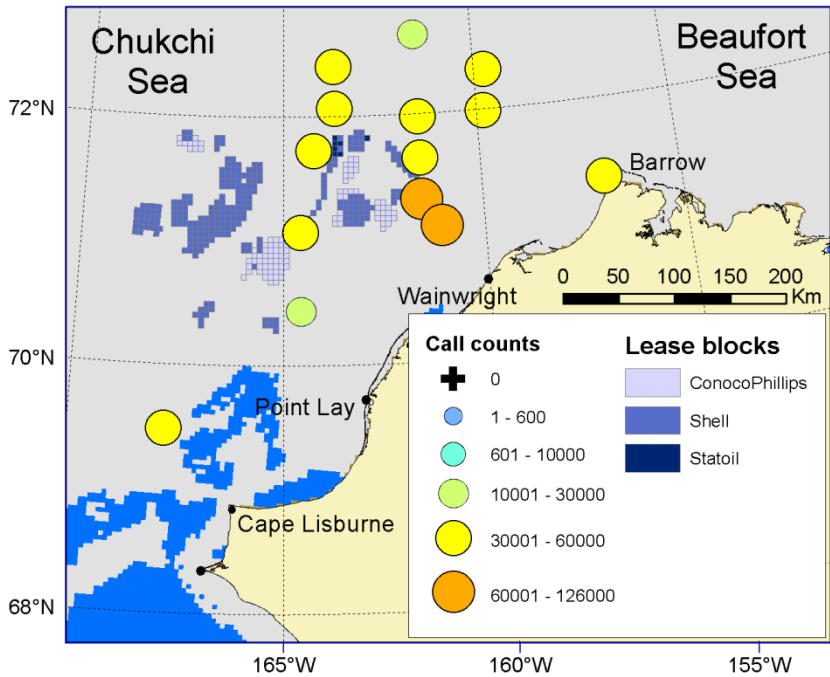 Chukchi
Sea
Beaufort
Sea
72°N
Barrow
Wainwright
0 50 100 150 200
Km
70°N
Point Lay
Cape Lisburne
68°N
Call counts
0
1 - 600
601 - 10000
10001 - 30000
30001 - 60000
60001 - 126000
Lease blocks
ConocoPhillips
Shell
Statoil
165°W
160°W
155°W